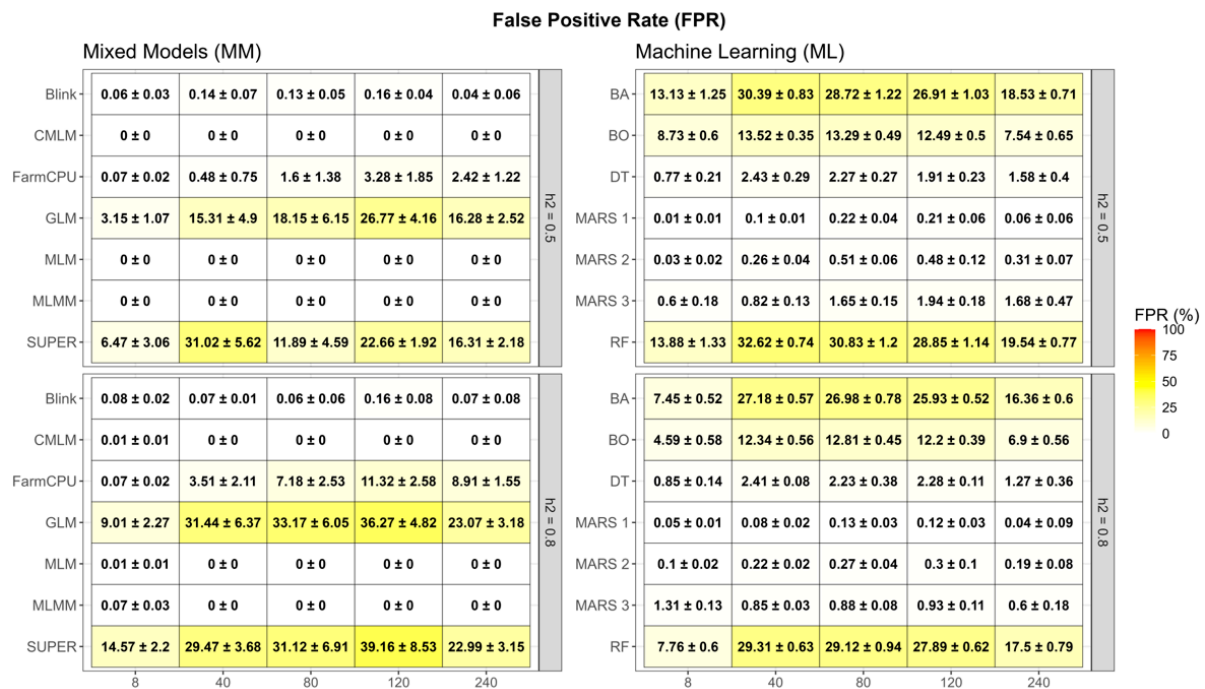 False Positive Rate (FPR)
Mixed Models (MM)
Blink 0.06 ± 0.03 0.14 ± 0.07 0.13 ± 0.05 0.16 ± 0.04 0.04 ± 0.06
CMLM 0 ± 0 0 ± 0 0 ± 0 0 ± 0 0 ± 0
FarmCPU 0.07 ± 0.02 0.48 ± 0.75 1.6 ± 1.38 3.28 ± 1.85 2.42 ± 1.22
GLM 3.15 ± 1.07 15.31 ± 4.9 18.15 ± 6.15 26.77 ± 4.16 16.28 ± 2.52
MLM 0 ± 0 0 ± 0 0 ± 0 0 ± 0 0 ± 0
MLMM 0 ± 0 0 ± 0 0 ± 0 0 ± 0 0 ± 0
SUPER 6.47 ± 3.06 31.02 ± 5.62 11.89 ± 4.59 22.66 ± 1.92 16.31 ± 2.18
h2 = 0.5
Blink 0.08 ± 0.02 0.07 ± 0.01 0.06 ± 0.06 0.16 ± 0.08 0.07 ± 0.08
CMLM 0.01 ± 0.01 0 ± 0 0 ± 0 0 ± 0 0 ± 0
FarmCPU 0.07 ± 0.02 3.51 ± 2.11 7.18 ± 2.53 11.32 ± 2.58 8.91 ± 1.55
GLM 9.01 ± 2.27 31.44 ± 6.37 33.17 ± 6.05 36.27 ± 4.82 23.07 ± 3.18
MLM 0.01 ± 0.01 0 ± 0 0 ± 0 0 ± 0 0 ± 0
MLMM 0.07 ± 0.03 0 ± 0 0 ± 0 0 ± 0 0 ± 0
SUPER 14.57 ± 2.2 29.47 ± 3.68 31.12 ± 6.91 39.16 ± 8.53 22.99 ± 3.15
h2 = 0.8
8 40 80 120 240
Machine Learning (ML)
BA 13.13 ± 1.25 30.39 ± 0.83 28.72 ± 1.22 26.91 ± 1.03 18.53 ± 0.71
BO 8.73 ± 0.6 13.52 ± 0.35 13.29 ± 0.49 12.49 ± 0.5 7.54 ± 0.65
DT 0.77 ± 0.21 2.43 ± 0.29 2.27 ± 0.27 1.91 ± 0.23 1.58 ± 0.4
MARS 1 0.01 ± 0.01 0.1 ± 0.01 0.22 ± 0.04 0.21 ± 0.06 0.06 ± 0.06
MARS 2 0.03 ± 0.02 0.26 ± 0.04 0.51 ± 0.06 0.48 ± 0.12 0.31 ± 0.07
MARS 3 0.6 ± 0.18 0.82 ± 0.13 1.65 ± 0.15 1.94 ± 0.18 1.68 ± 0.47
RF 13.88 ± 1.33 32.62 ± 0.74 30.83 ± 1.2 28.85 ± 1.14 19.54 ± 0.77
h2 = 0.5
BA 7.45 ± 0.52 27.18 ± 0.57 26.98 ± 0.78 25.93 ± 0.52 16.36 ± 0.6
BO 4.59 ± 0.58 12.34 ± 0.56 12.81 ± 0.45 12.2 ± 0.39 6.9 ± 0.56
DT 0.85 ± 0.14 2.41 ± 0.08 2.23 ± 0.38 2.28 ± 0.11 1.27 ± 0.36
MARS 1 0.05 ± 0.01 0.08 ± 0.02 0.13 ± 0.03 0.12 ± 0.03 0.04 ± 0.09
MARS 2 0.1 ± 0.02 0.22 ± 0.02 0.27 ± 0.04 0.3 ± 0.1 0.19 ± 0.08
MARS 3 1.31 ± 0.13 0.85 ± 0.03 0.88 ± 0.08 0.93 ± 0.11 0.6 ± 0.18
RF 7.76 ± 0.6 29.31 ± 0.63 29.12 ± 0.94 27.89 ± 0.62 17.5 ± 0.79
h2 = 0.8
8 40 80 120 240
FPR (%)
100
75
50
25
0